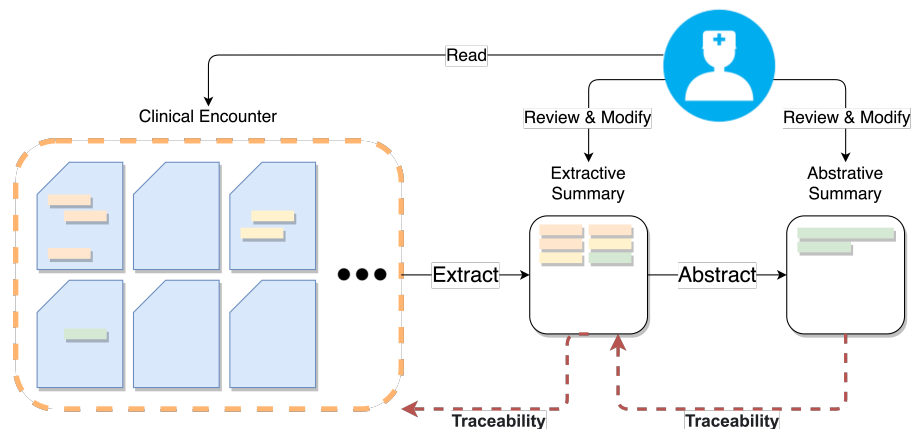 Read
Clinical Encounter
Review & Modify
Review & Modify
Extractive
Summary
Abstrative
Summary
Extract
Abstract
Traceability
Traceability